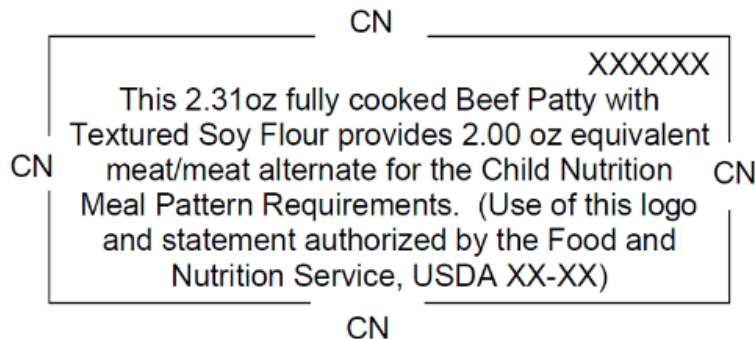 CN
XXXXXX
This 2.31oz fully cooked Beef Patty with
Textured Soy Flour provides 2.00 oz equivalent
CN meat/meat alternate for the Child Nutrition CN
Meal Pattern Requirements.  (Use of this logo
and statement authorized by the Food and
Nutrition Service, USDA XX-XX)
CN